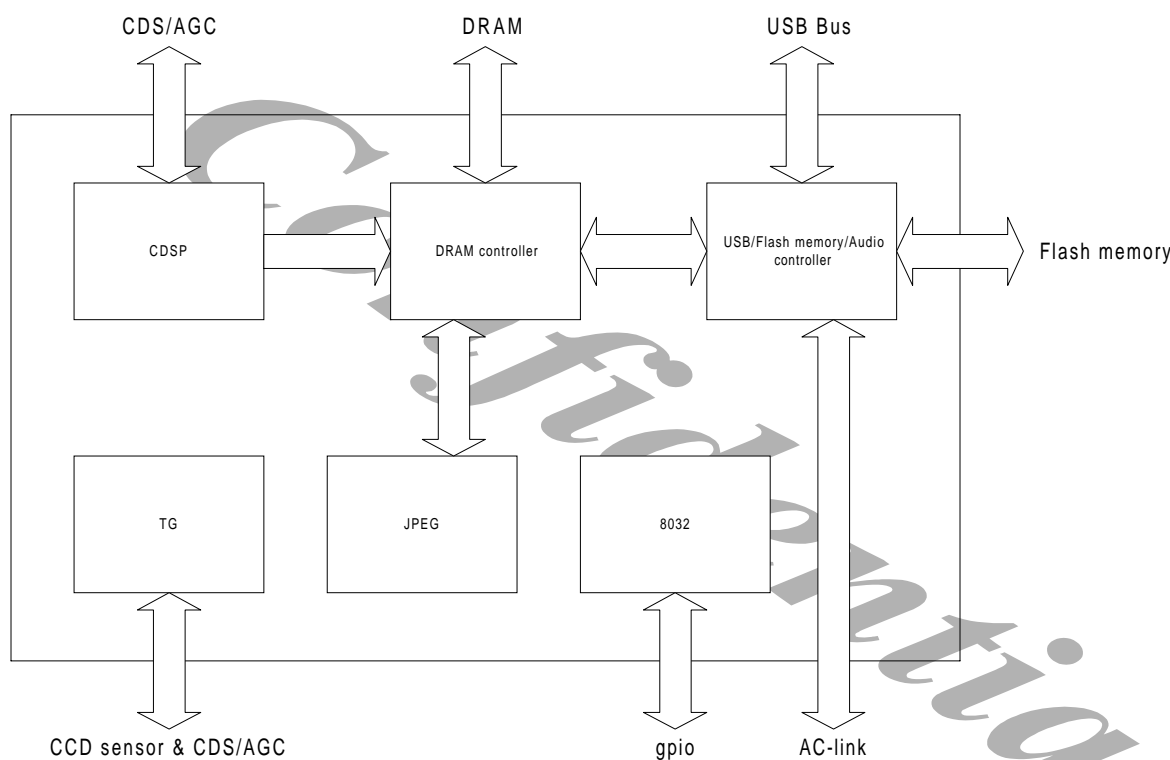 CDS/AGC
DRAM
USB Bus
CDSP
DRAM controller
USB/Flash memory/Audio
controller
Flash memory
TG
JPEG
8032
CCD sensor & CDS/AGC
gpio
AC-link
Confidentia